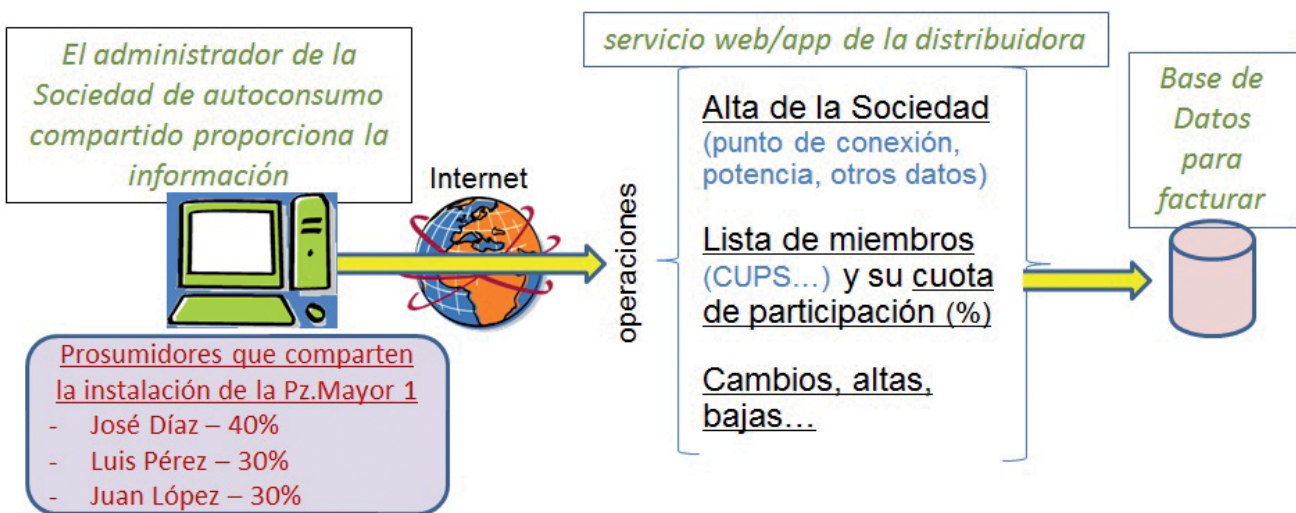 El administrador de la
Sociedad de autoconsumo
compartido proporciona la
información
Prosumidores que comparten
la instalación de la Pz.Mayor 1
- José Díaz – 40%
- Luis Pérez – 30%
- Juan López – 30%
Internet
operaciones
servicio web/app de la distribuidora
Alta de la Sociedad
(punto de conexión,
potencia, otros datos)
Lista de miembros
(CUPS...) y su cuota
de participación (%)
Cambios, altas,
bajas...
Base de
Datos
para
facturar